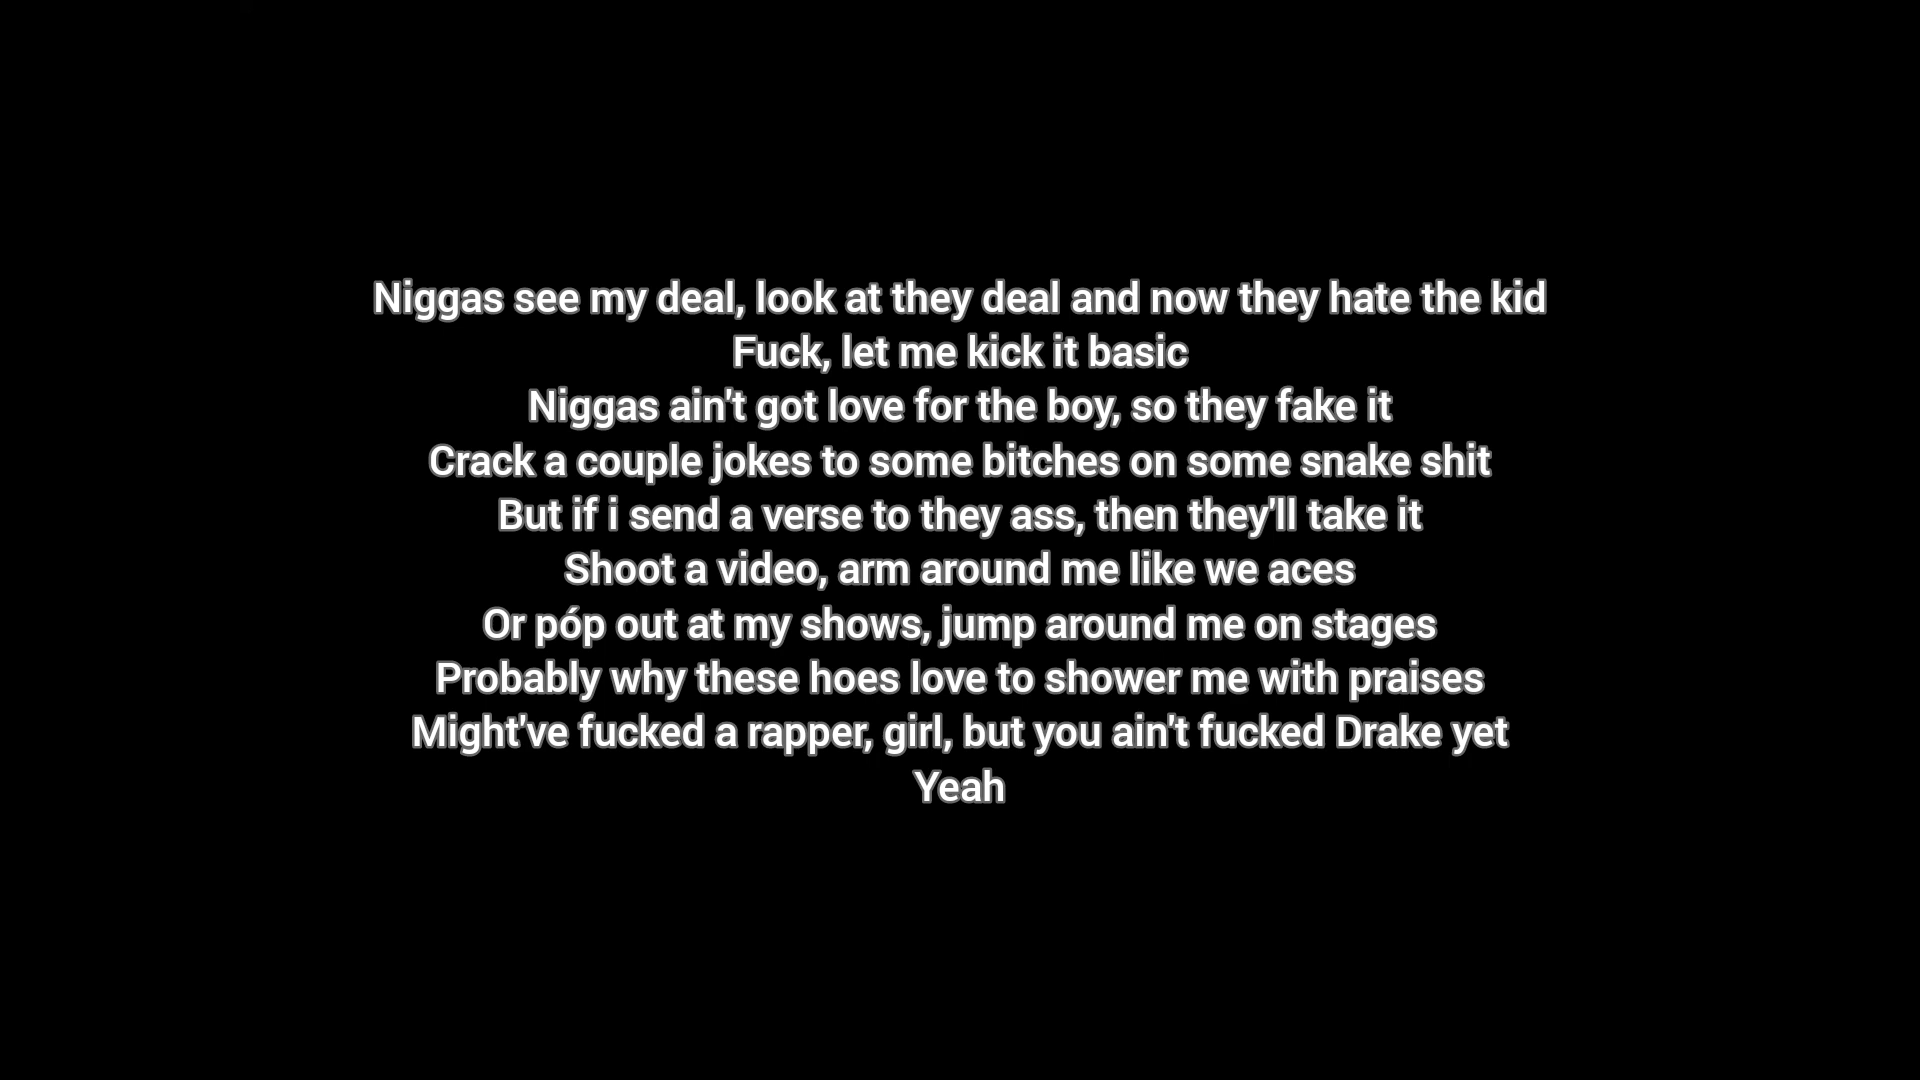 Niggas see my deal, look at they deal and now they hate the kid
Fuck, let me kick it basic
Niggas ain't got love for the boy, so they fake it
Crack a couple jokes to some bitches on some snake shit
But if i send a verse to they ass, then they'll take it
Shoot a video, arm around me like we aces
Or póp out at my shows, jump around me on stages
Probably why these hoes love to shower me with praises
Might've fucked a rapper, girl, but you ain't fucked Drake yet
Yeah